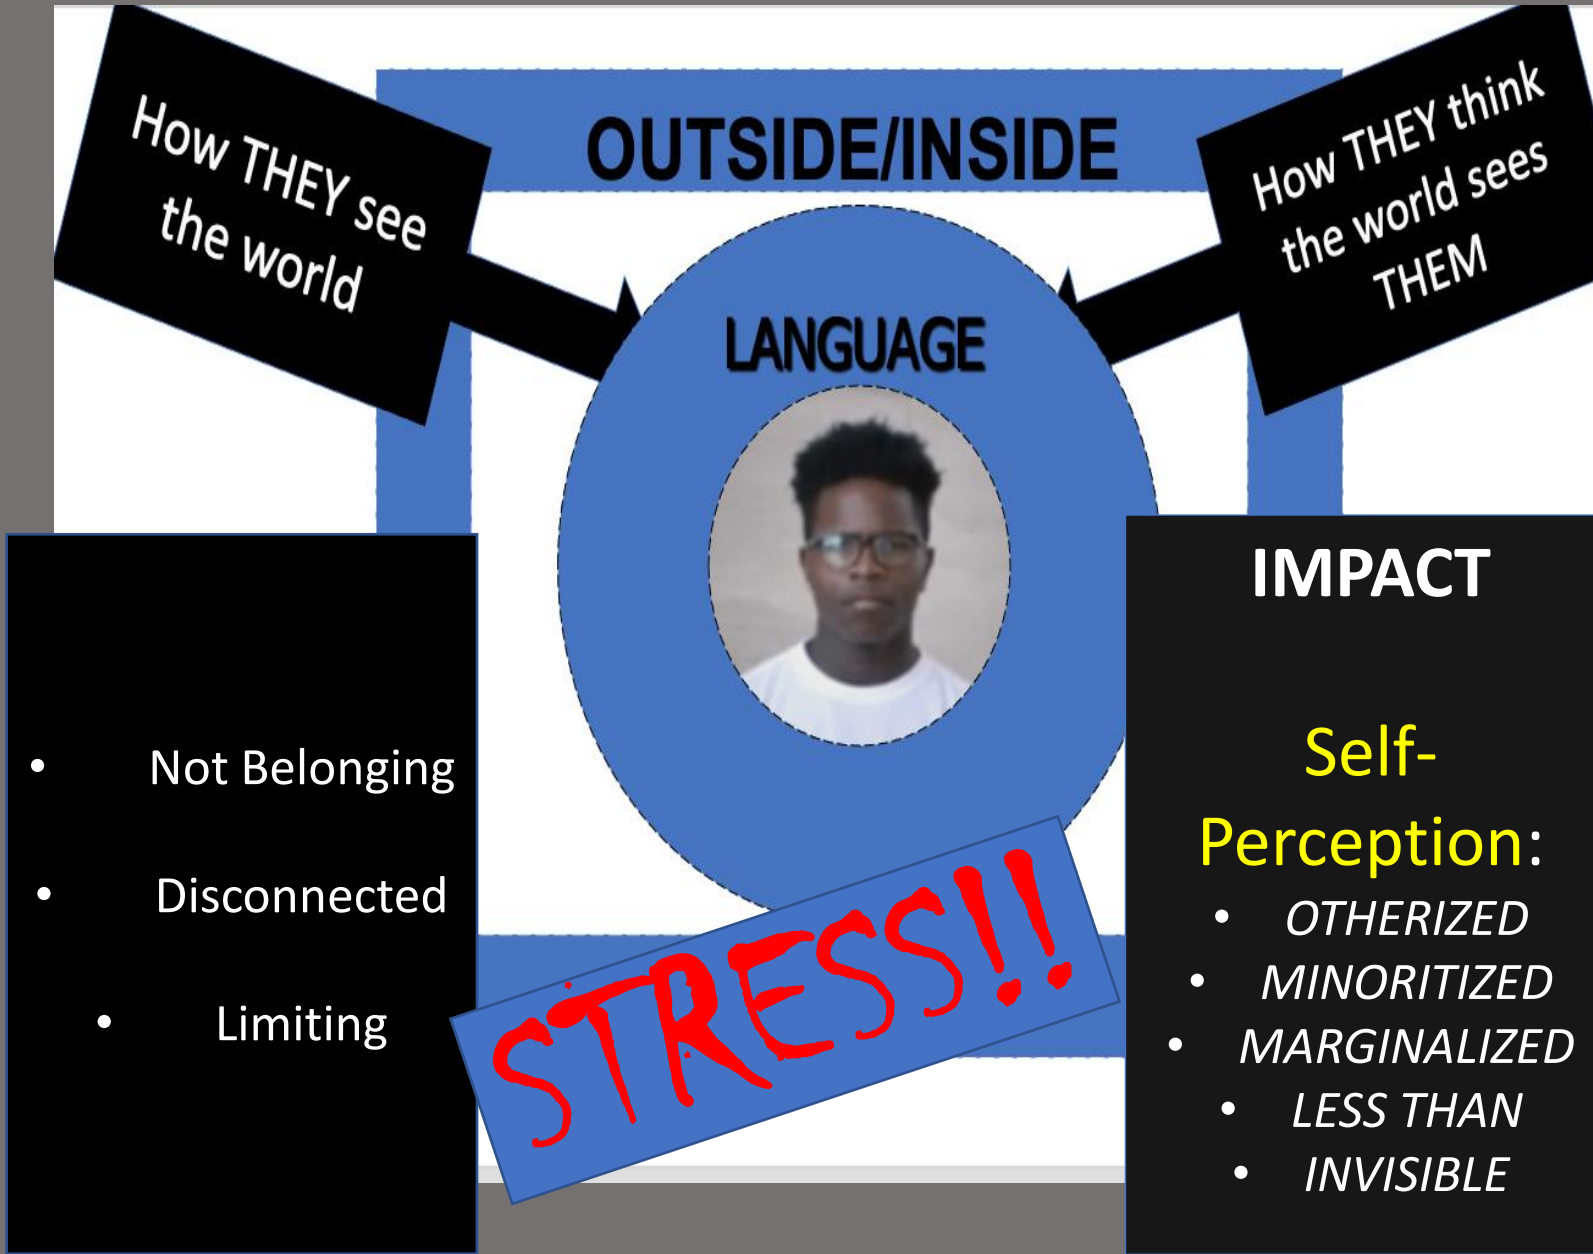 How THEY see
the world
OUTSIDE/INSIDE
How THEY think
the world sees
THEM
LANGUAGE
• Not Belonging
• Disconnected
• Limiting
STRESS!!
IMPACT
Self-
Perception:
• OTHERIZED
• MINORITIZED
• MARGINALIZED
• LESS THAN
• INVISIBLE